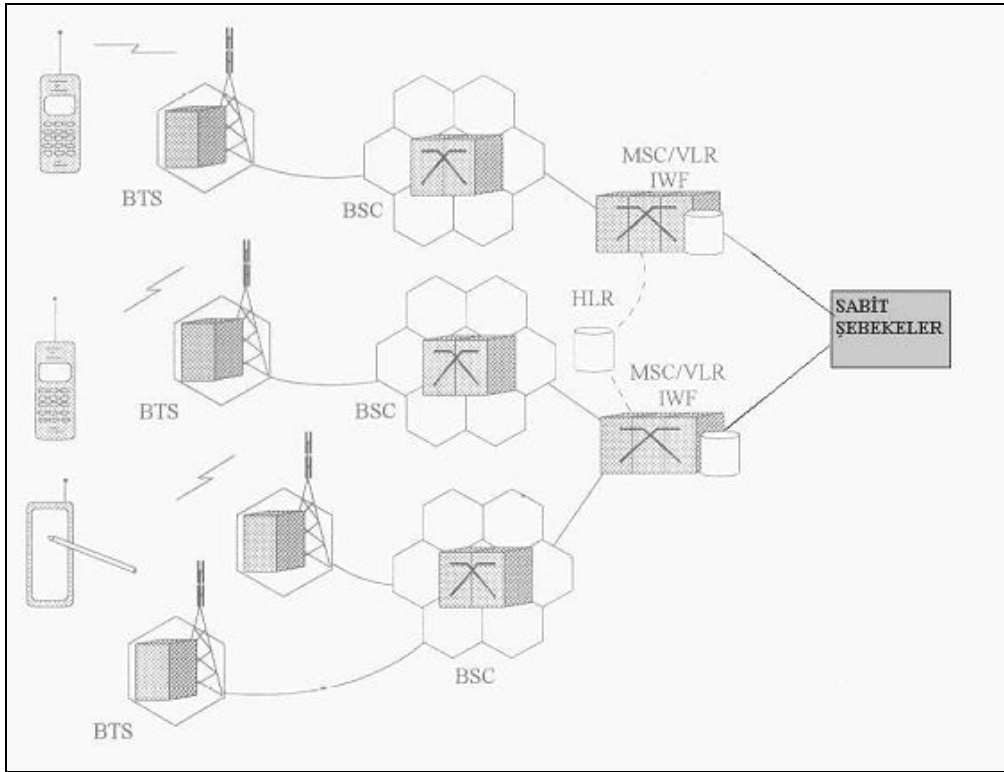 BTS
BSC
MSC/VLR
IWF
HLR
SABİT
ŞEBEKELER
BTS
BSC
MSC/VLR
IWF
BTS
BSC